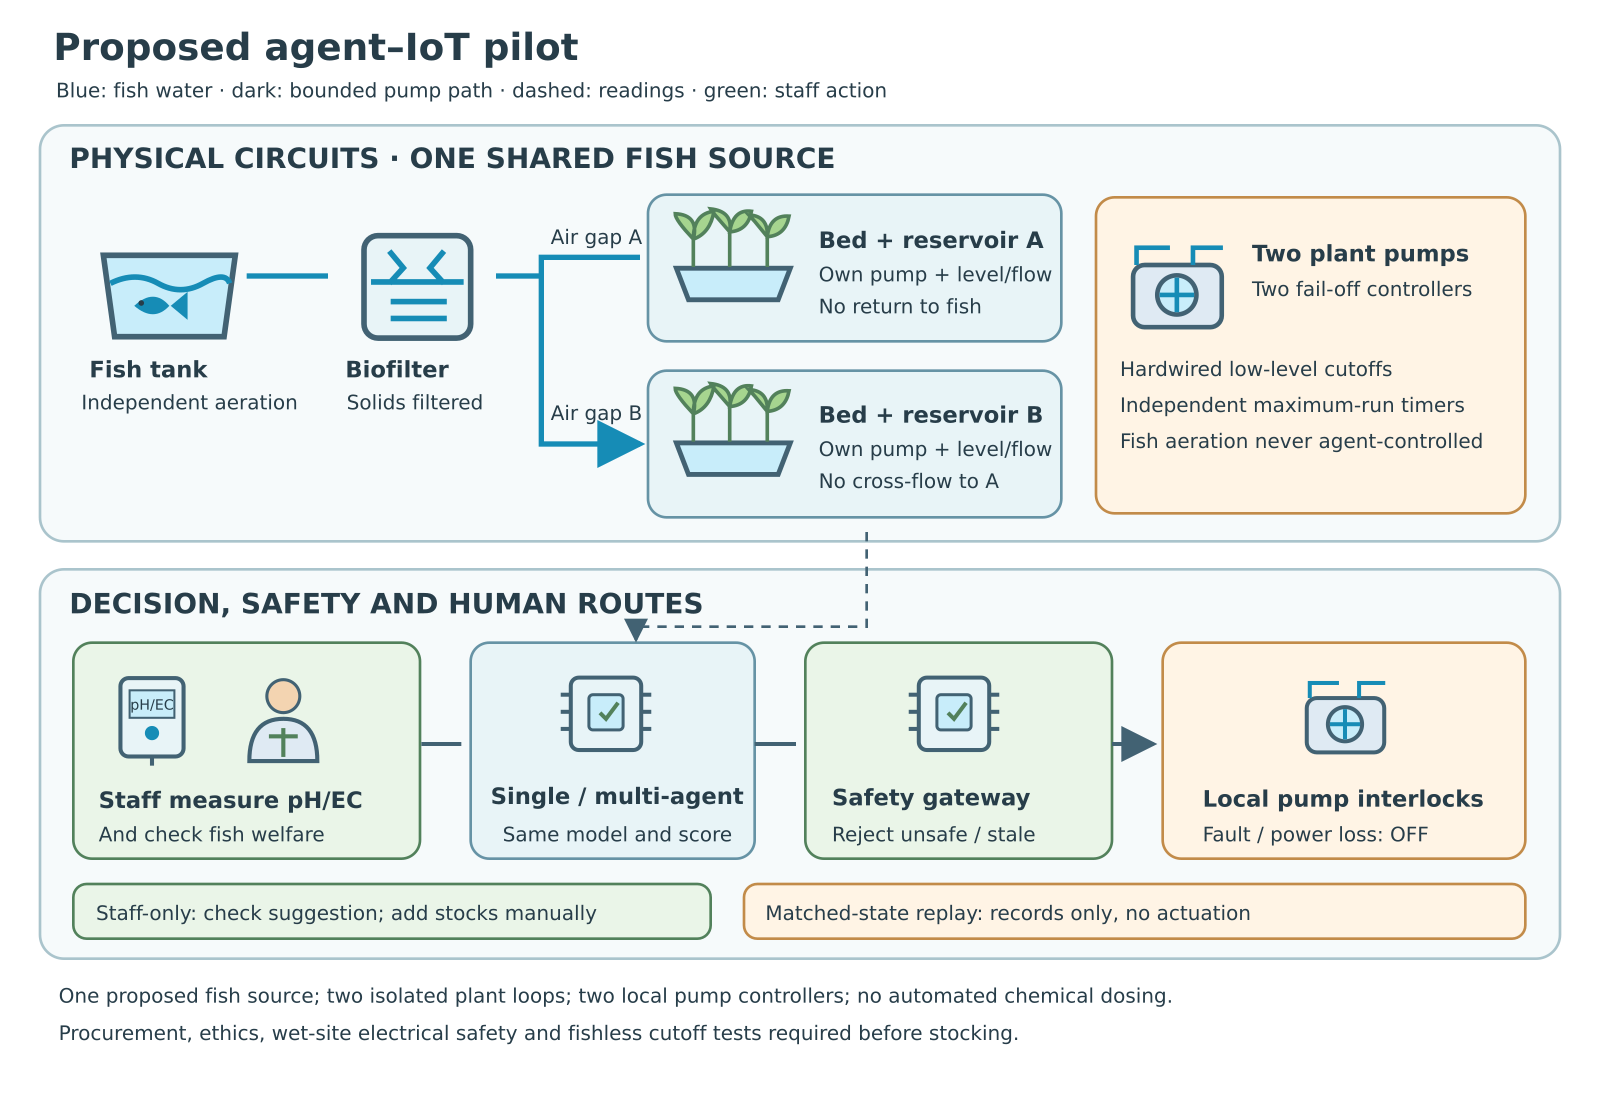 Proposed agent–IoT pilot
Blue: fish water · dark: bounded pump path · dashed: readings · green: staff action
PHYSICAL CIRCUITS · ONE SHARED FISH SOURCE
Fish tank
Independent aeration
Biofilter
Solids filtered
Air gap A
Bed + reservoir A
Own pump + level/flow
No return to fish
Air gap B
Bed + reservoir B
Own pump + level/flow
No cross-flow to A
Two plant pumps
Two fail-off controllers
Hardwired low-level cutoffs
Independent maximum-run timers
Fish aeration never agent-controlled
DECISION, SAFETY AND HUMAN ROUTES
pH/EC
Staff measure pH/EC
And check fish welfare
Single / multi-agent
Same model and score
Safety gateway
Reject unsafe / stale
Local pump interlocks
Fault / power loss: OFF
Staff-only: check suggestion; add stocks manually
Matched-state replay: records only, no actuation
One proposed fish source; two isolated plant loops; two local pump controllers; no automated chemical dosing.
Procurement, ethics, wet-site electrical safety and fishless cutoff tests required before stocking.